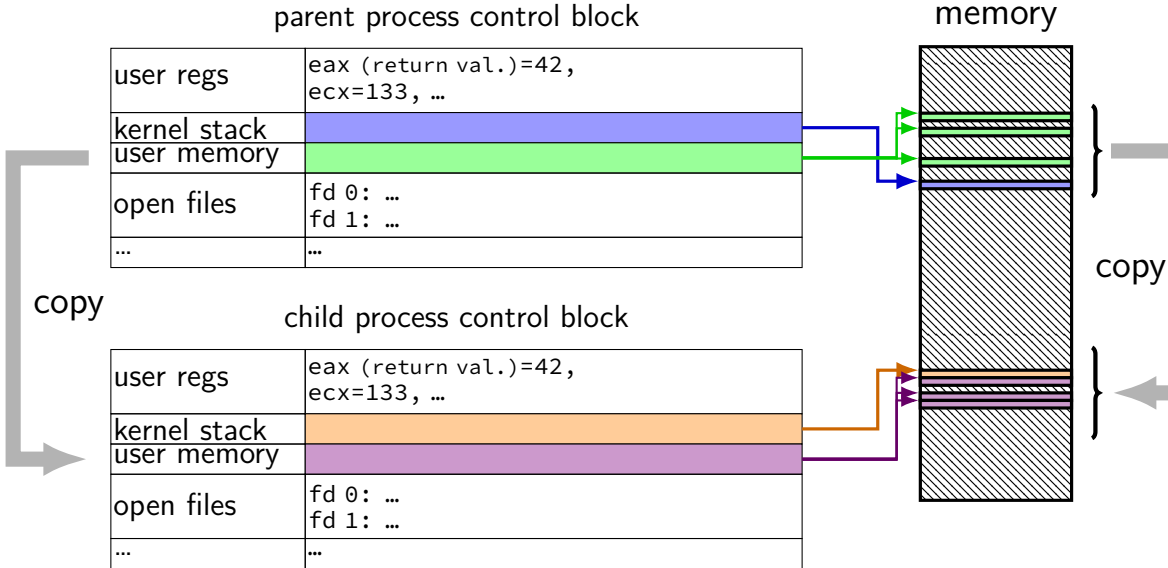 parent process control block
memory
user regs
eax (return val.)=42,
ecx=133, …
kernel stack
user memory
open files
fd 0: …
fd 1: …
…
…
copy
copy
child process control block
user regs
eax (return val.)=42,
ecx=133, …
kernel stack
user memory
open files
fd 0: …
fd 1: …
…
…